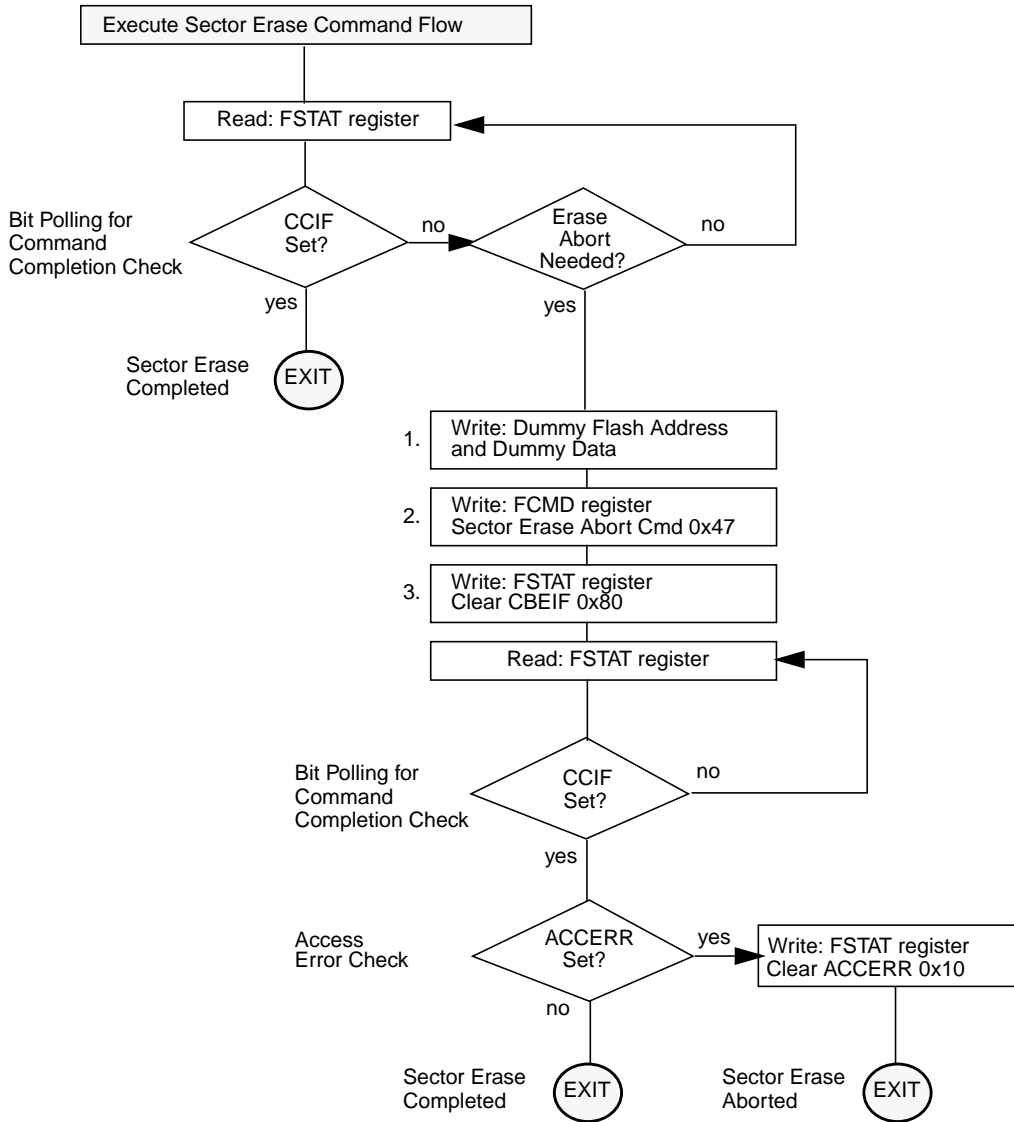 Execute Sector Erase Command Flow
Read: FSTAT register
Bit Polling for
Command
Completion Check
CCIF
Set?
no
Erase
Abort
Needed?
no
yes
yes
Sector Erase
Completed
EXIT
1.
Write: Dummy Flash Address
and Dummy Data
2.
Write: FCMD register
Sector Erase Abort Cmd 0x47
3.
Write: FSTAT register
Clear CBEIF 0x80
Read: FSTAT register
Bit Polling for
Command
Completion Check
CCIF
Set?
no
yes
Access
Error Check
ACCERR
Set?
yes
Write: FSTAT register
Clear ACCERR 0x10
no
Sector Erase
Completed
EXIT
Sector Erase
Aborted
EXIT